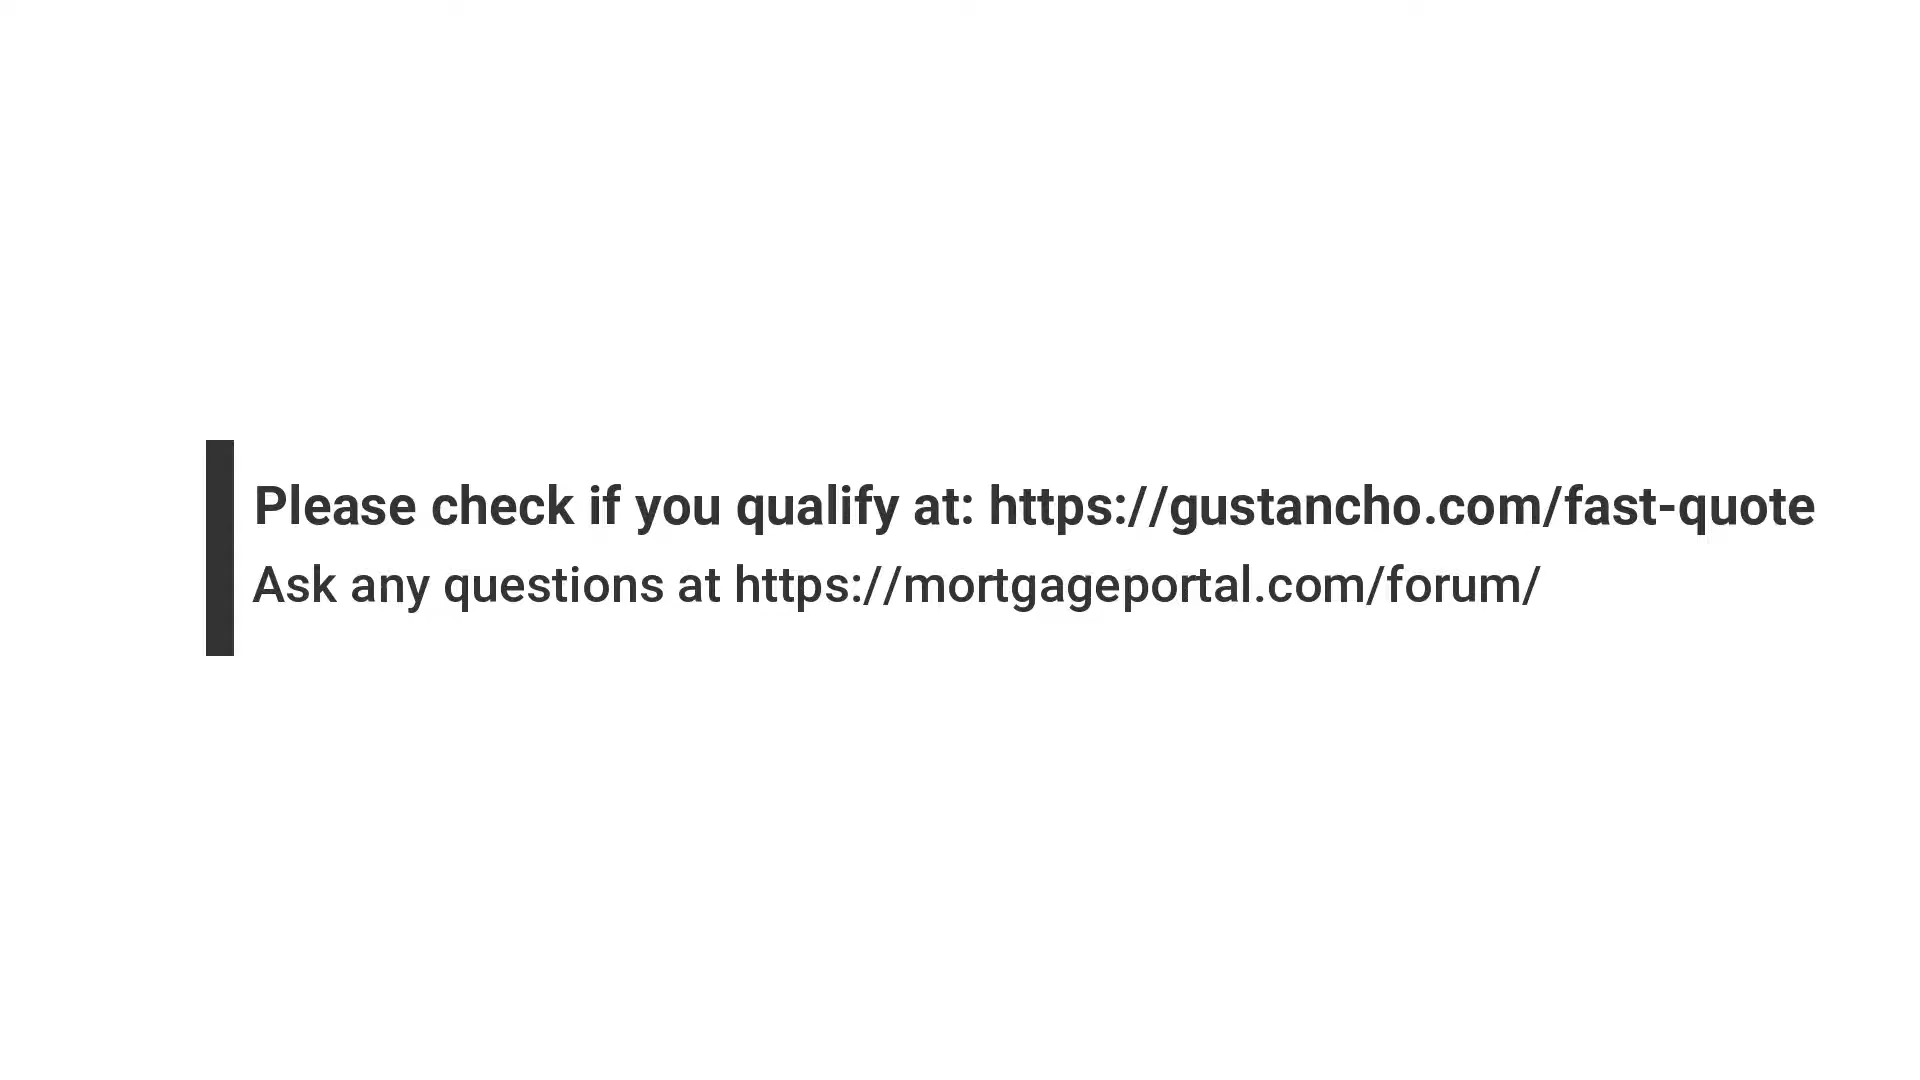 Please check if you qualify at: https://gustancho.com/fast-quote
Ask any questions at https://mortgageportal.com/forum/